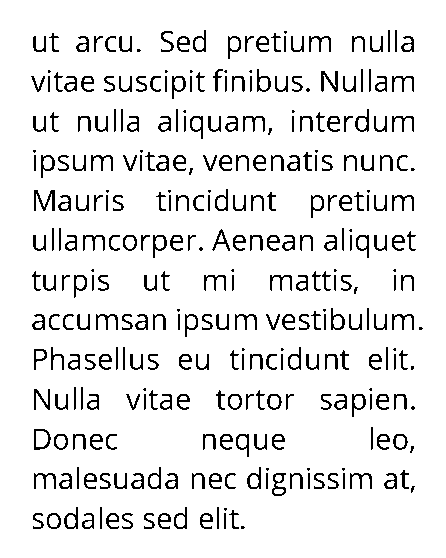 ut arcu. Sed pretium nulla
vitae suscipit finibus. Nullam
ut nulla aliquam, interdum
ipsum vitae, venenatis nunc.
Mauris tincidunt pretium
ullamcorper. Aenean aliquet
turpis ut mi mattis, in
accumsan ipsum vestibulum.
Phasellus eu tincidunt elit.
Nulla vitae tortor sapien.
Donec neque leo,
malesuada nec dignissim at,
sodales sed elit.